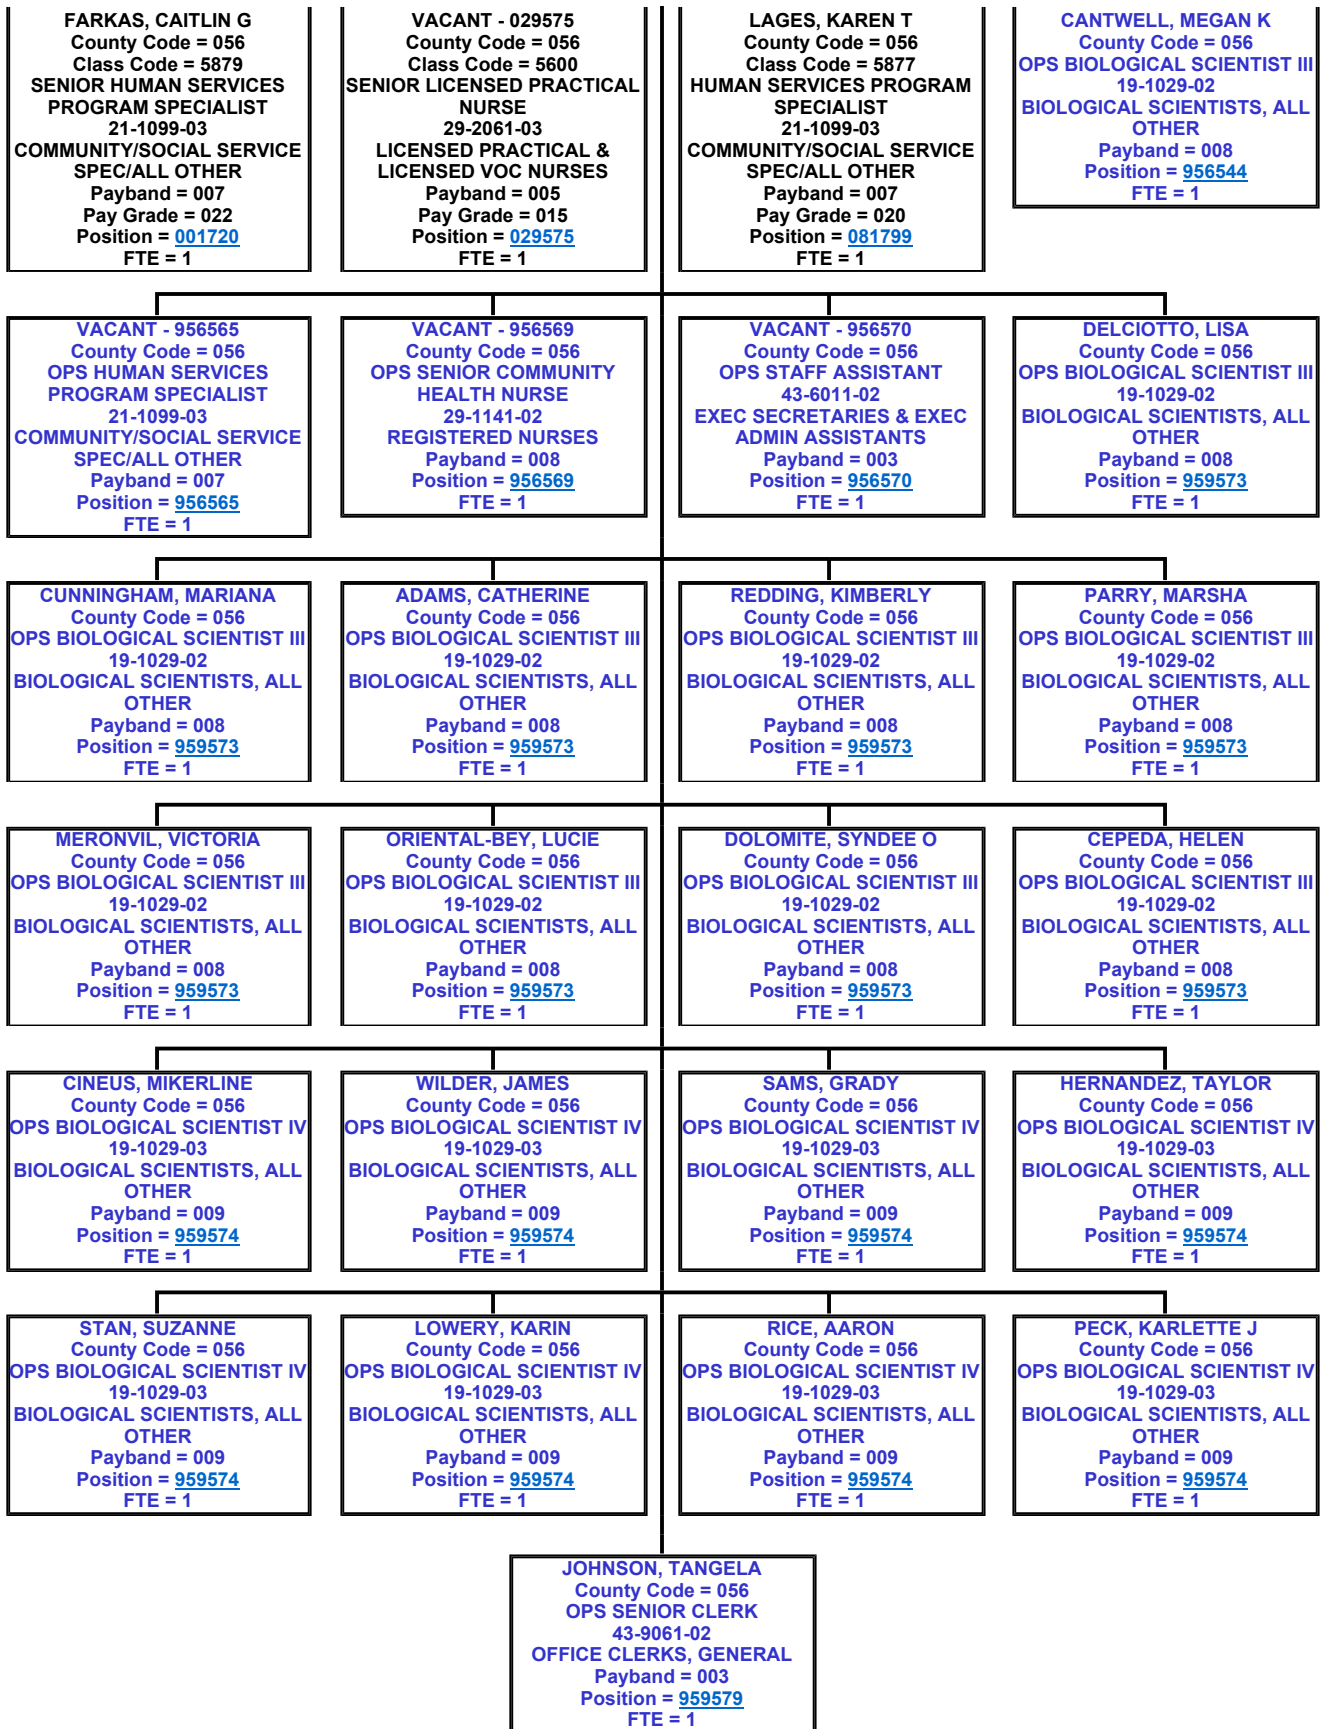 FARKAS, CAITLIN G
County Code = 056
Class Code = 5879
SENIOR HUMAN SERVICES
PROGRAM SPECIALIST
21-1099-03
COMMUNITY/SOCIAL SERVICE
SPEC/ALL OTHER
Payband = 007
Pay Grade = 022
Position = 001720
FTE = 1
VACANT - 029575
County Code = 056
Class Code = 5600
SENIOR LICENSED PRACTICAL
NURSE
29-2061-03
LICENSED PRACTICAL &
LICENSED VOC NURSES
Payband = 005
Pay Grade = 015
Position = 029575
FTE = 1
LAGES, KAREN T
County Code = 056
Class Code = 5877
HUMAN SERVICES PROGRAM
SPECIALIST
21-1099-03
COMMUNITY/SOCIAL SERVICE
SPEC/ALL OTHER
Payband = 007
Pay Grade = 020
Position = 081799
FTE = 1
CANTWELL, MEGAN K
County Code = 056
OPS BIOLOGICAL SCIENTIST III
19-1029-02
BIOLOGICAL SCIENTISTS, ALL
OTHER
Payband = 008
Position = 956544
FTE = 1
VACANT - 956565
County Code = 056
OPS HUMAN SERVICES
PROGRAM SPECIALIST
21-1099-03
COMMUNITY/SOCIAL SERVICE
SPEC/ALL OTHER
Payband = 007
Position = 956565
FTE = 1
VACANT - 956569
County Code = 056
OPS SENIOR COMMUNITY
HEALTH NURSE
29-1141-02
REGISTERED NURSES
Payband = 008
Position = 956569
FTE = 1
VACANT - 956570
County Code = 056
OPS STAFF ASSISTANT
43-6011-02
EXEC SECRETARIES & EXEC
ADMIN ASSISTANTS
Payband = 003
Position = 956570
FTE = 1
DELCIOTTO, LISA
County Code = 056
OPS BIOLOGICAL SCIENTIST III
19-1029-02
BIOLOGICAL SCIENTISTS, ALL
OTHER
Payband = 008
Position = 959573
FTE = 1
CUNNINGHAM, MARIANA
County Code = 056
OPS BIOLOGICAL SCIENTIST III
19-1029-02
BIOLOGICAL SCIENTISTS, ALL
OTHER
Payband = 008
Position = 959573
FTE = 1
ADAMS, CATHERINE
County Code = 056
OPS BIOLOGICAL SCIENTIST III
19-1029-02
BIOLOGICAL SCIENTISTS, ALL
OTHER
Payband = 008
Position = 959573
FTE = 1
REDDING, KIMBERLY
County Code = 056
OPS BIOLOGICAL SCIENTIST III
19-1029-02
BIOLOGICAL SCIENTISTS, ALL
OTHER
Payband = 008
Position = 959573
FTE = 1
PARRY, MARSHA
County Code = 056
OPS BIOLOGICAL SCIENTIST III
19-1029-02
BIOLOGICAL SCIENTISTS, ALL
OTHER
Payband = 008
Position = 959573
FTE = 1
MERONVIL, VICTORIA
County Code = 056
OPS BIOLOGICAL SCIENTIST III
19-1029-02
BIOLOGICAL SCIENTISTS, ALL
OTHER
Payband = 008
Position = 959573
FTE = 1
ORIENTAL-BEY, LUCIE
County Code = 056
OPS BIOLOGICAL SCIENTIST III
19-1029-02
BIOLOGICAL SCIENTISTS, ALL
OTHER
Payband = 008
Position = 959573
FTE = 1
DOLOMITE, SYNDEE O
County Code = 056
OPS BIOLOGICAL SCIENTIST III
19-1029-02
BIOLOGICAL SCIENTISTS, ALL
OTHER
Payband = 008
Position = 959573
FTE = 1
CEPEDA, HELEN
County Code = 056
OPS BIOLOGICAL SCIENTIST III
19-1029-02
BIOLOGICAL SCIENTISTS, ALL
OTHER
Payband = 008
Position = 959573
FTE = 1
CINEUS, MIKERLINE
County Code = 056
OPS BIOLOGICAL SCIENTIST IV
19-1029-03
BIOLOGICAL SCIENTISTS, ALL
OTHER
Payband = 009
Position = 959574
FTE = 1
WILDER, JAMES
County Code = 056
OPS BIOLOGICAL SCIENTIST IV
19-1029-03
BIOLOGICAL SCIENTISTS, ALL
OTHER
Payband = 009
Position = 959574
FTE = 1
SAMS, GRADY
County Code = 056
OPS BIOLOGICAL SCIENTIST IV
19-1029-03
BIOLOGICAL SCIENTISTS, ALL
OTHER
Payband = 009
Position = 959574
FTE = 1
HERNANDEZ, TAYLOR
County Code = 056
OPS BIOLOGICAL SCIENTIST IV
19-1029-03
BIOLOGICAL SCIENTISTS, ALL
OTHER
Payband = 009
Position = 959574
FTE = 1
STAN, SUZANNE
County Code = 056
OPS BIOLOGICAL SCIENTIST IV
19-1029-03
BIOLOGICAL SCIENTISTS, ALL
OTHER
Payband = 009
Position = 959574
FTE = 1
LOWERY, KARIN
County Code = 056
OPS BIOLOGICAL SCIENTIST IV
19-1029-03
BIOLOGICAL SCIENTISTS, ALL
OTHER
Payband = 009
Position = 959574
FTE = 1
RICE, AARON
County Code = 056
OPS BIOLOGICAL SCIENTIST IV
19-1029-03
BIOLOGICAL SCIENTISTS, ALL
OTHER
Payband = 009
Position = 959574
FTE = 1
PECK, KARLETTE J
County Code = 056
OPS BIOLOGICAL SCIENTIST IV
19-1029-03
BIOLOGICAL SCIENTISTS, ALL
OTHER
Payband = 009
Position = 959574
FTE = 1
JOHNSON, TANGELA
County Code = 056
OPS SENIOR CLERK
43-9061-02
OFFICE CLERKS, GENERAL
Payband = 003
Position = 959579
FTE = 1